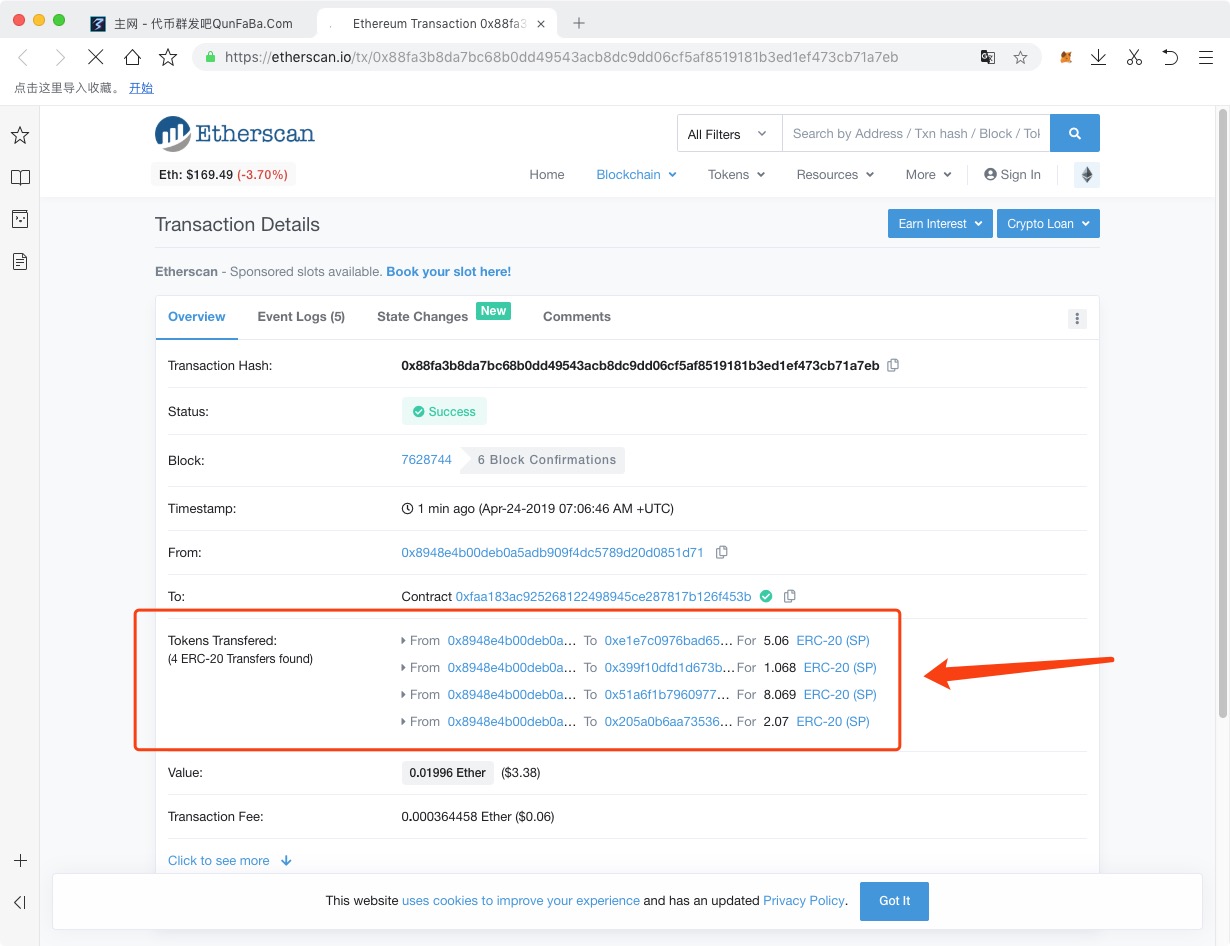 主网 - 代币群发吧QunFaBa.Com
Ethereum Transaction 0x88fa3
https://etherscan.io/tx/0x88fa3b8da7bc68b0dd49543acb8dc9dd06cf5af8519181b3ed1ef473cb71a7eb
点击这里导入收藏。 开始
Etherscan
All Filters
Search by Address / Txn hash / Block / Tok
Eth: $169.49 (-3.70%)
Home Blockchain Tokens Resources More Sign In
Transaction Details
Earn Interest Crypto Loan
Etherscan - Sponsored slots available. Book your slot here!
Overview Event Logs (5) State Changes New Comments
Transaction Hash: 0x88fa3b8da7bc68b0dd49543acb8dc9dd06cf5af8519181b3ed1ef473cb71a7eb
Status: Success
Block: 7628744 6 Block Confirmations
Timestamp: 1 min ago (Apr-24-2019 07:06:46 AM +UTC)
From: 0x8948e4b00deb0a5adb909f4dc5789d20d0851d71
To: Contract 0xfaa183ac925268122498945ce287817b126f453b
Tokens Transfered: From 0x8948e4b00deb0a... To 0xe1e7c0976bad65... For 5.06 ERC-20 (SP)
(4 ERC-20 Transfers found)
From 0x8948e4b00deb0a... To 0x399f10dfd1d673b... For 1.068 ERC-20 (SP)
From 0x8948e4b00deb0a... To 0x51a6f1b7960977... For 8.069 ERC-20 (SP)
From 0x8948e4b00deb0a... To 0x205a0b6aa73536... For 2.07 ERC-20 (SP)
Value: 0.01996 Ether ($3.38)
Transaction Fee: 0.000364458 Ether ($0.06)
Click to see more
This website uses cookies to improve your experience and has an updated Privacy Policy.
Got It